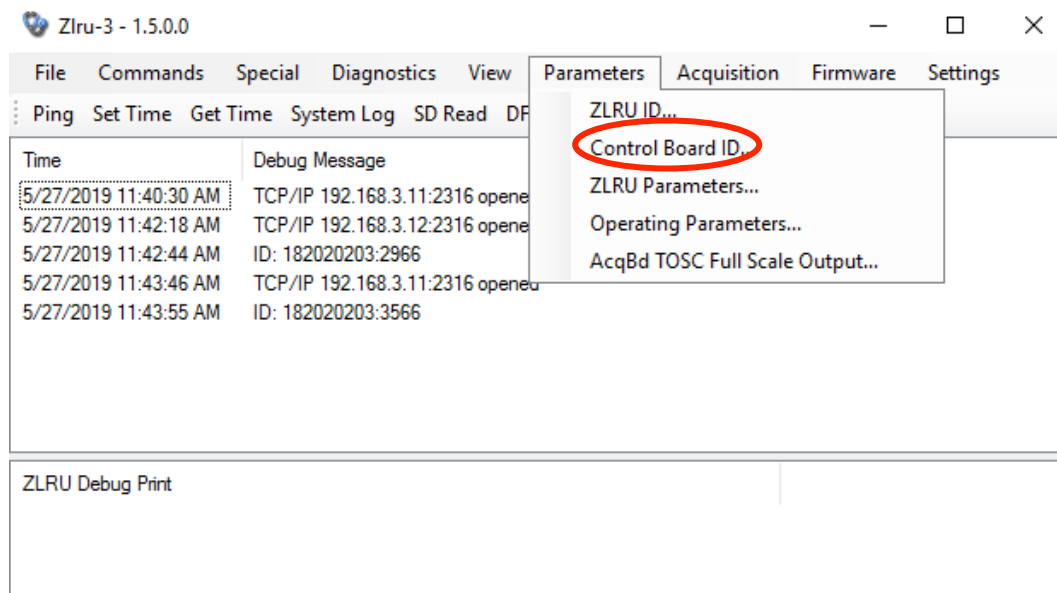 Zlru-3 - 1.5.0.0
File Commands Special Diagnostics View Parameters Acquisition Firmware Settings
Ping Set Time Get Time System Log SD Read
ZLRU ID...
Control Board ID...
ZLRU Parameters...
Operating Parameters...
AcqBd TOSC Full Scale Output...
Time Debug Message
5/27/2019 11:40:30 AM TCP/IP 192.168.3.11:2316 opene
5/27/2019 11:42:18 AM TCP/IP 192.168.3.12:2316 opene
5/27/2019 11:42:44 AM ID: 182020203:2966
5/27/2019 11:43:46 AM TCP/IP 192.168.3.11:2316 opened
5/27/2019 11:43:55 AM ID: 182020203:3566
ZLRU Debug Print